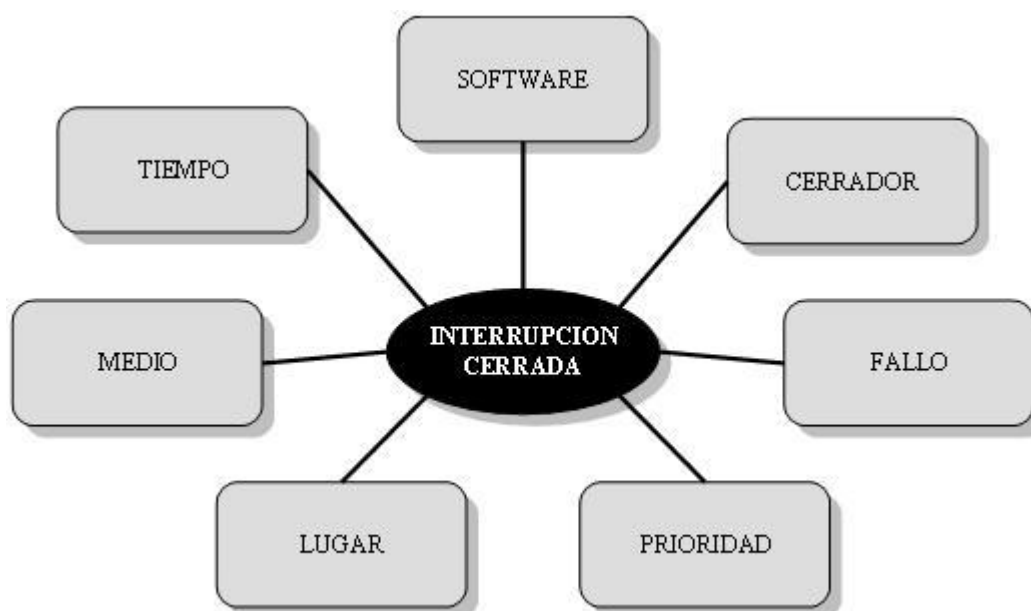 SOFTWARE
TIEMPO
CERRADOR
INTERRUPCION
CERRADA
MEDIO
FALLO
LUGAR
PRIORIDAD